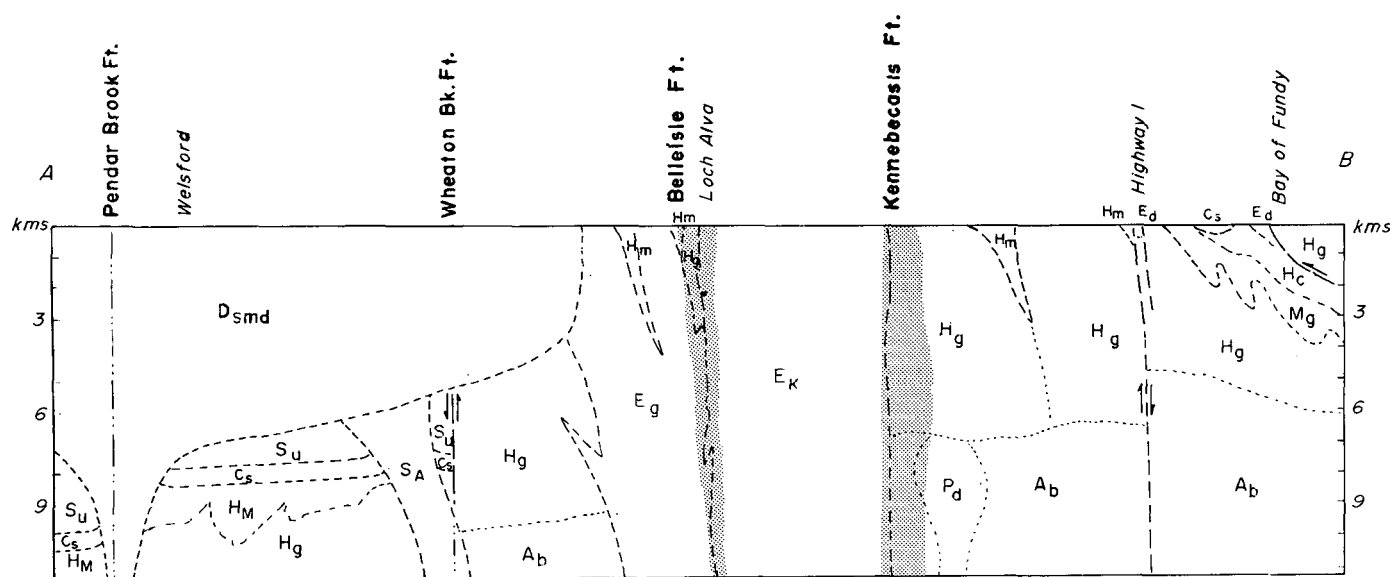 Pendar Brook Ft.
Welsford
Wheaton Bk. Ft.
Belleisle Ft.
Loch Alva
Kennebecasis Ft.
Highway 1
Bay of Fundy
A
B
kms
Hm
Hm
Ed
Cs
Ed
kms
Hm
Hg
Hm
Hg
Hc
Dsmd
3
Hg
Hg
Mg
3
Hg
Eg
EK
6
Su
6
Su
Cs
Cs
SA
Hg
Pd
Ab
Ab
9
Su
HM
9
Cs
HM
Hg
Ab